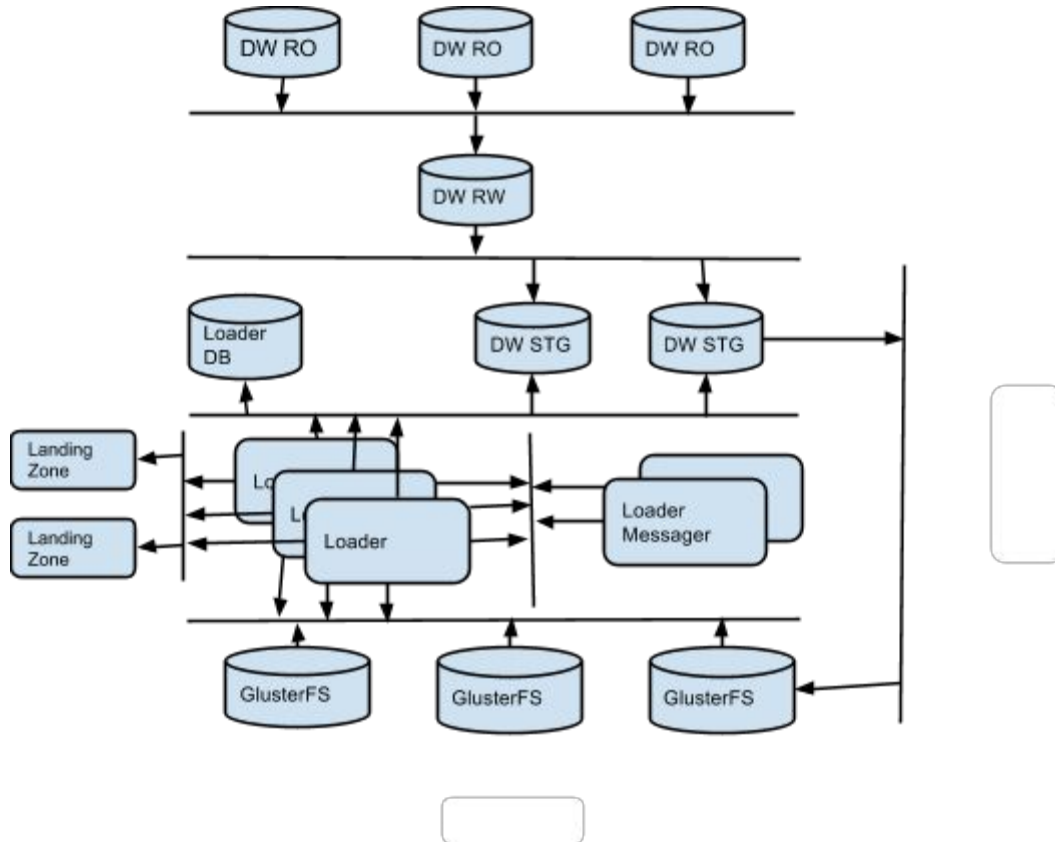 DW RO
DW RO
DW RO
DW RW
Loader
DB
DW STG
DW STG
Landing
Zone
Lo
L
Loader
Loader
Messager
Landing
Zone
GlusterFS
GlusterFS
GlusterFS